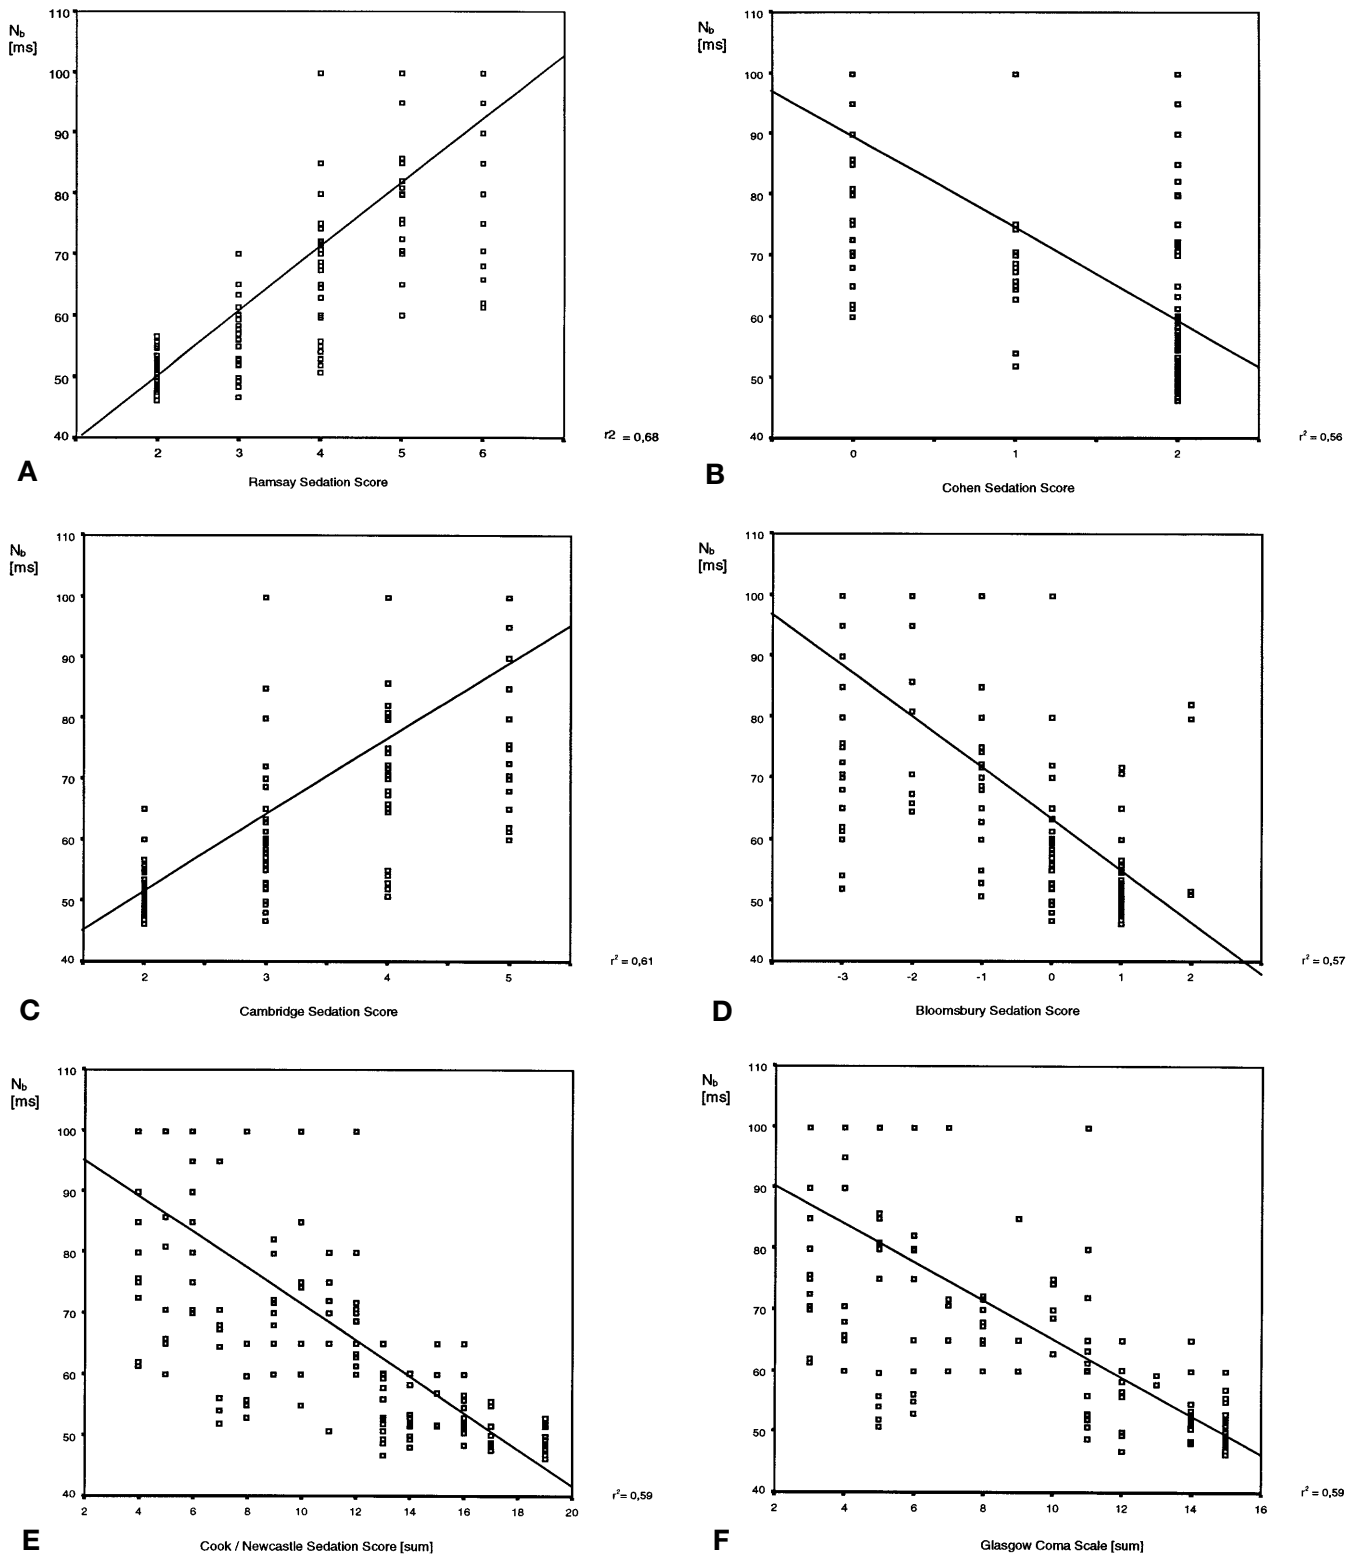 110
N_b
[ms]
100
90
80
70
60
50
40
2
3
4
5
6
r2 = 0,68
A
Ramsay Sedation Score
110
N_b
[ms]
100
90
80
70
60
50
40
0
1
2
r² = 0,56
B
Cohen Sedation Score
110
N_b
[ms]
100
90
80
70
60
50
40
2
3
4
5
r² = 0,61
C
Cambridge Sedation Score
110
N_b
[ms]
100
90
80
70
60
50
40
-3
-2
-1
0
1
2
r² = 0,57
D
Bloomsbury Sedation Score
110
N_b
[ms]
100
90
80
70
60
50
40
2
4
6
8
10
12
14
16
18
20
r² = 0,59
E
Cook / Newcastle Sedation Score [sum]
110
N_b
[ms]
100
90
80
70
60
50
40
2
4
6
8
10
12
14
16
r² = 0,59
F
Glasgow Coma Scale [sum]